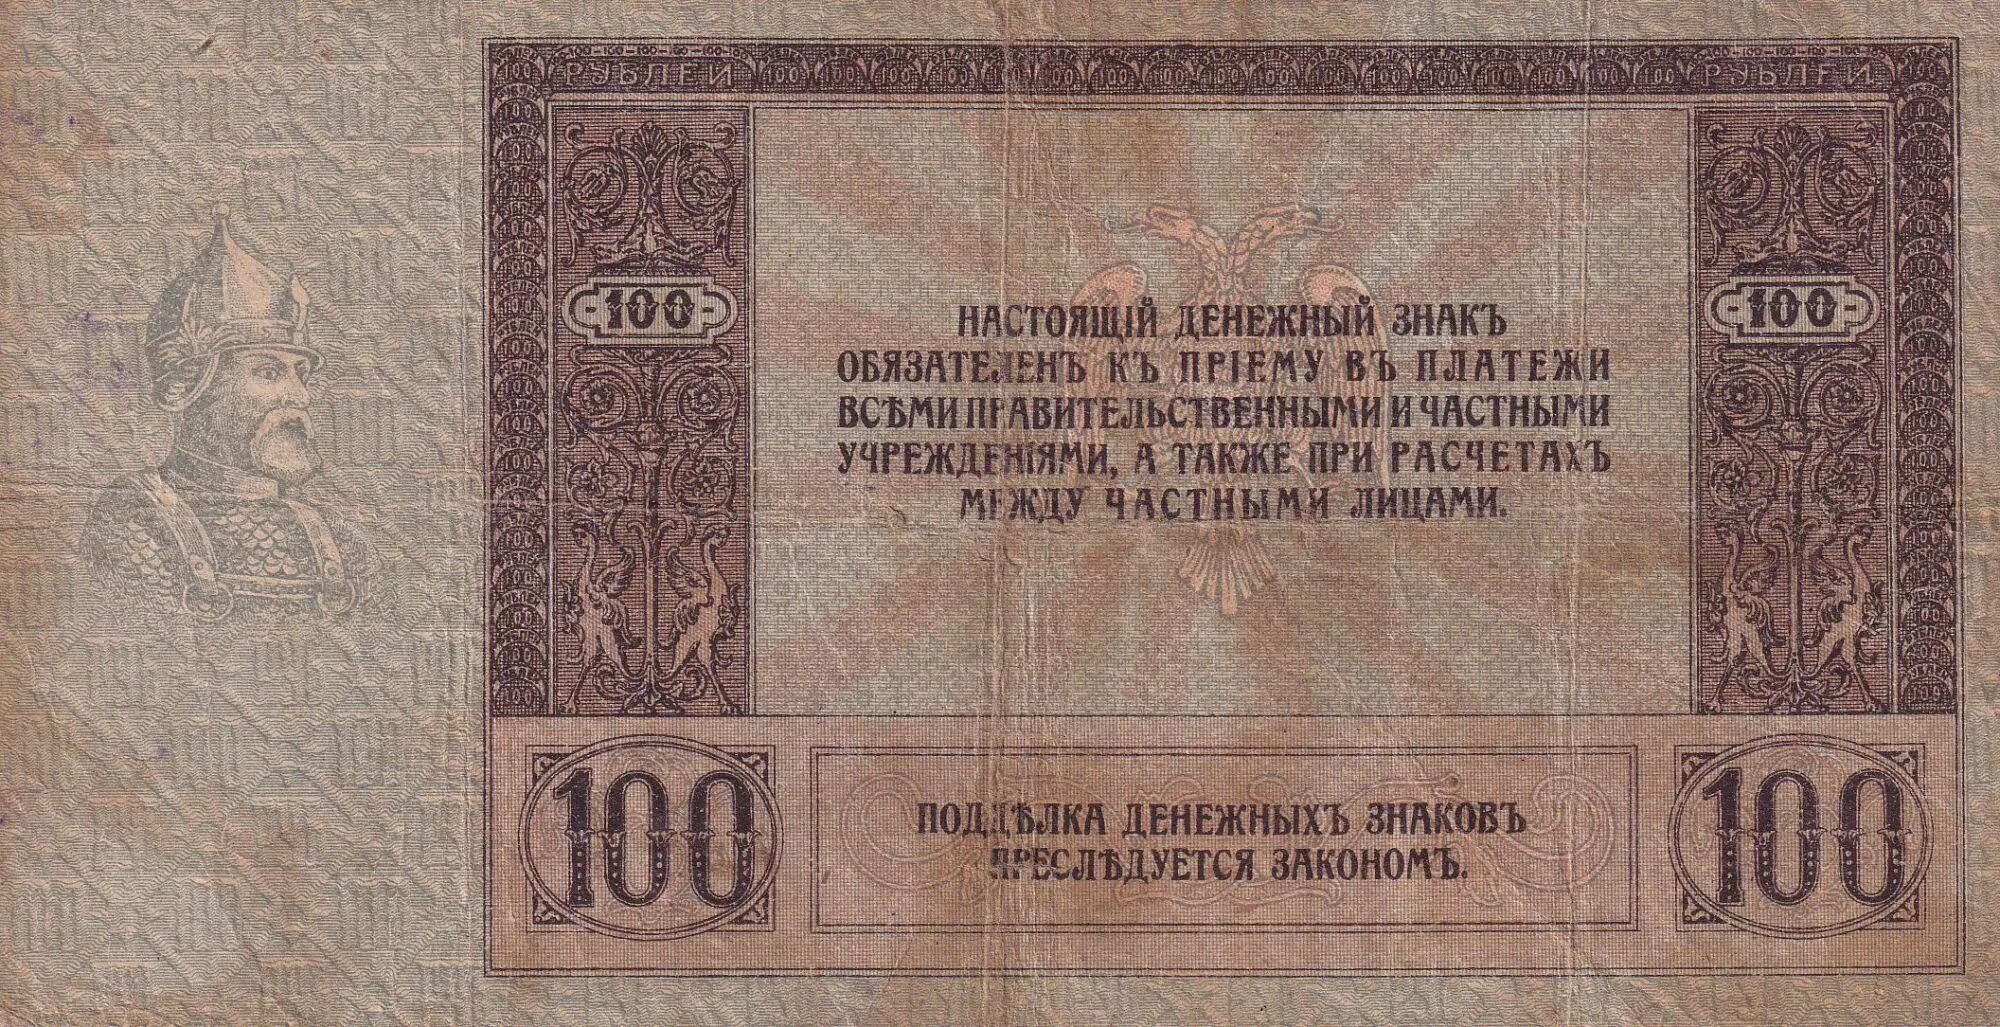 РУБЛЕЙ
РУБЛЕЙ
100
100
НАСТОЯЩІЙ ДЕНЕЖНЫЙ ЗНАКЪ
ОБЯЗАТЕЛЕНЪ КЪ ПРІЕМУ ВЪ ПЛАТЕЖИ
ВСѢМИ ПРАВИТЕЛЬСТВЕННЫМИ И ЧАСТНЫМИ
УЧРЕЖДЕНІЯМИ, А ТАКЖЕ ПРИ РАСЧЕТАХЪ
МЕЖДУ ЧАСТНЫМИ ЛИЦАМИ.
100
ПОДДѢЛКА ДЕНЕЖНЫХЪ ЗНАКОВЪ
ПРЕСЛѢДУЕТСЯ ЗАКОНОМЪ.
100